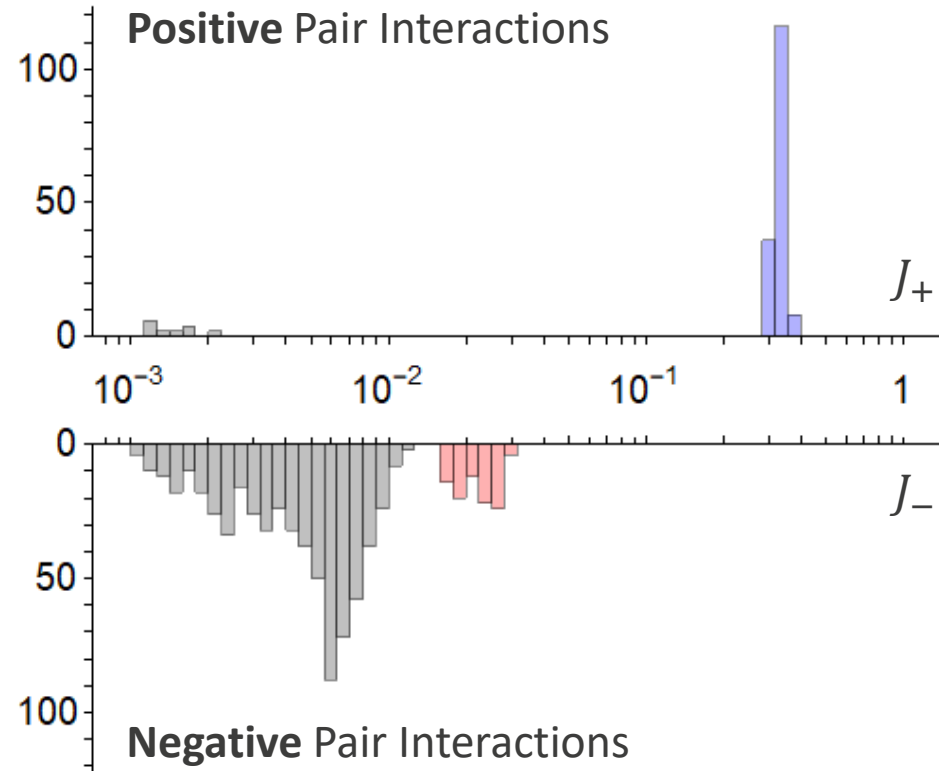 Positive Pair Interactions
100
50
0
J₊
10⁻³ 10⁻² 10⁻¹ 1
0
J₋
50
100
Negative Pair Interactions